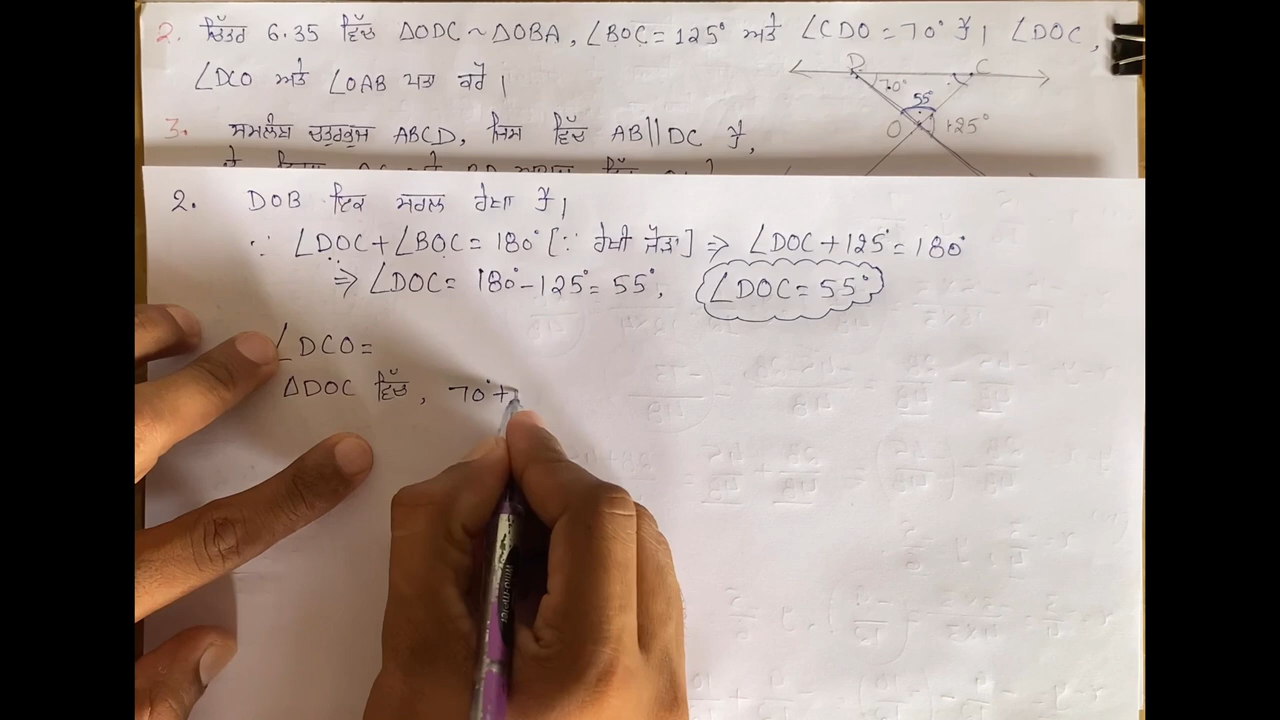 2. ਚਿੱਤਰ 6.35 ਵਿੱਚ ΔODC ~ ΔOBA, ∠BOC = 125° ਅਤੇ ∠CDO = 70° ਹੈ। ∠DOC,
∠DCO ਅਤੇ ∠OAB ਪਤਾ ਕਰੋ।
D C
70°
55°
O 125°
3. ਸਮਲੰਬ ਚਤੁਰਭੁਜ ABCD, ਜਿਸ ਵਿੱਚ AB||DC ਹੈ,
2. DOB ਇਕ ਸਰਲ ਰੇਖਾ ਹੈ।
∵ ∠DOC + ∠BOC = 180° [∵ ਰੇਖੀ ਜੋੜਾ] ⇒ ∠DOC + 125° = 180°
⇒ ∠DOC = 180° - 125° = 55°, ∠DOC = 55°
∠DCO =
ΔDOC ਵਿੱਚ, 70° +